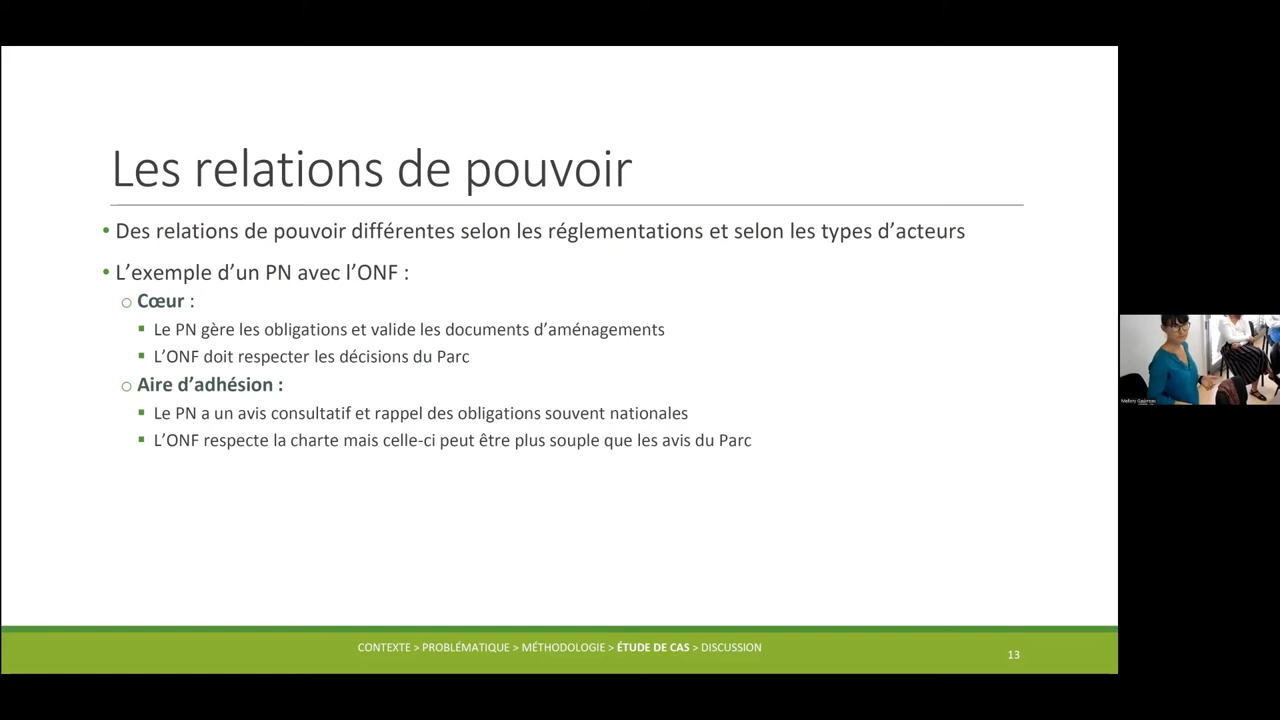 Les relations de pouvoir
• Des relations de pouvoir différentes selon les réglementations et selon les types d’acteurs
• L’exemple d’un PN avec l’ONF :
o Cœur :
▪ Le PN gère les obligations et valide les documents d’aménagements
▪ L’ONF doit respecter les décisions du Parc
o Aire d’adhésion :
▪ Le PN a un avis consultatif et rappel des obligations souvent nationales
▪ L’ONF respecte la charte mais celle-ci peut être plus souple que les avis du Parc
CONTEXTE > PROBLÉMATIQUE > MÉTHODOLOGIE > ÉTUDE DE CAS > DISCUSSION
13